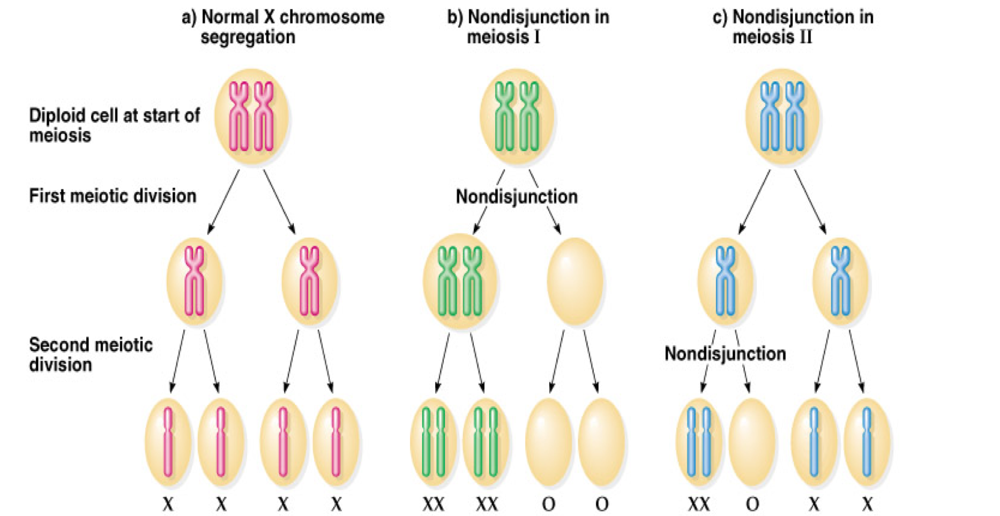 a) Normal X chromosome
segregation
b) Nondisjunction in
meiosis I
c) Nondisjunction in
meiosis II
Diploid cell at start of
meiosis
First meiotic division
Nondisjunction
Second meiotic
division
Nondisjunction
X X X X
XX XX O O
XX O X X